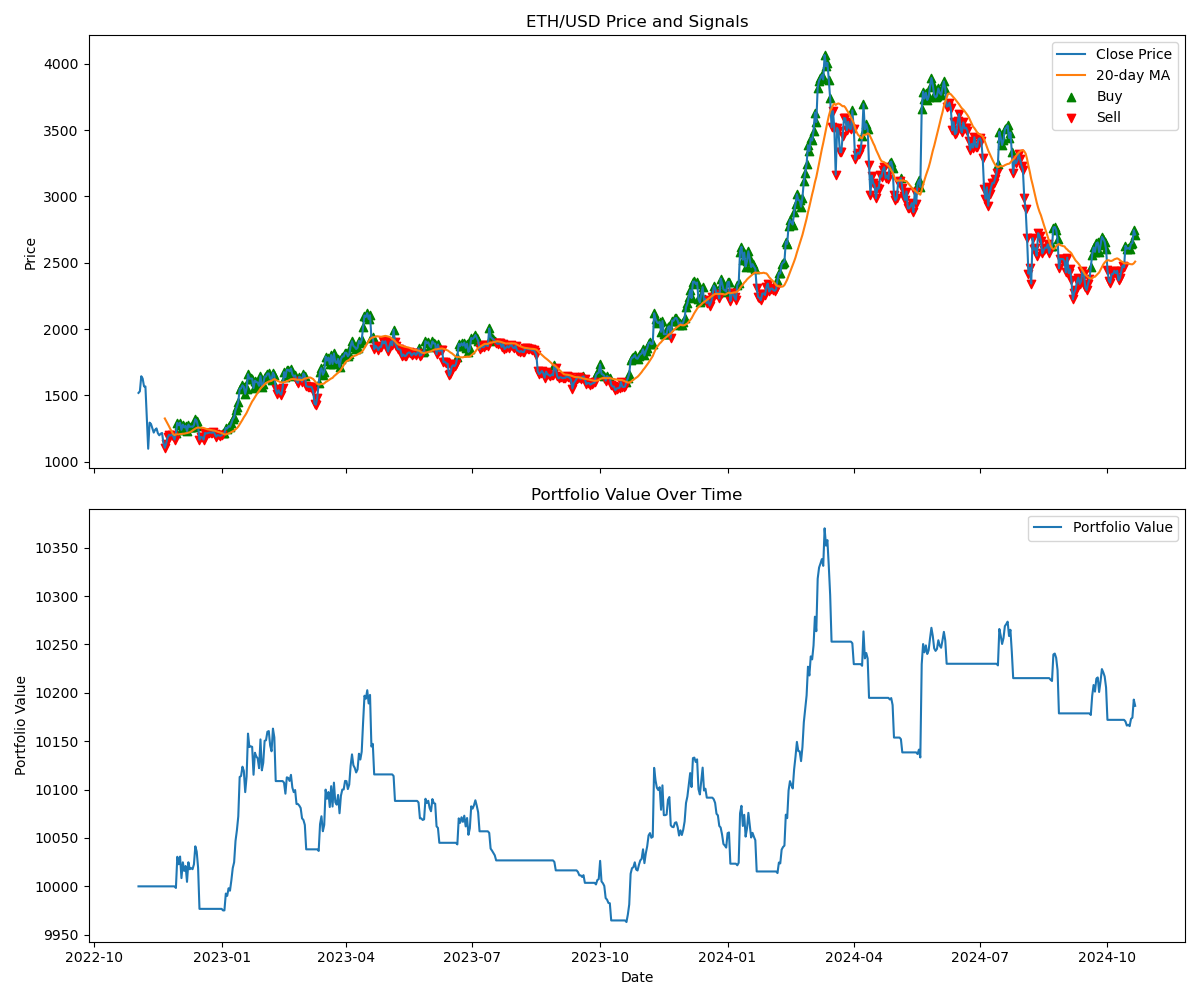 ETH/USD Price and Signals
Price
4000
3500
3000
2500
2000
1500
1000
Close Price
20-day MA
Buy
Sell
Portfolio Value Over Time
Portfolio Value
10350
10300
10250
10200
10150
10100
10050
10000
9950
Portfolio Value
2022-10 2023-01 2023-04 2023-07 2023-10 2024-01 2024-04 2024-07 2024-10
Date